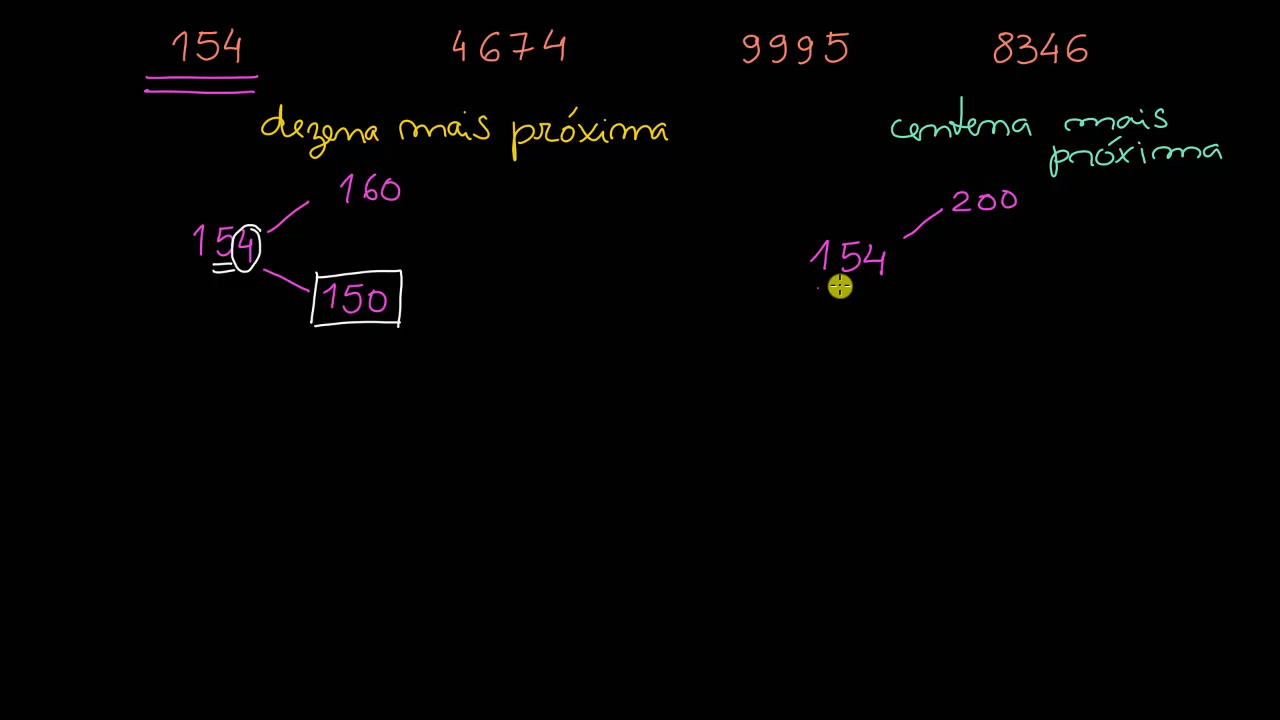 154 4674 9995 8346
dezena mais próxima
centena mais
próxima
160
154
150
200
154